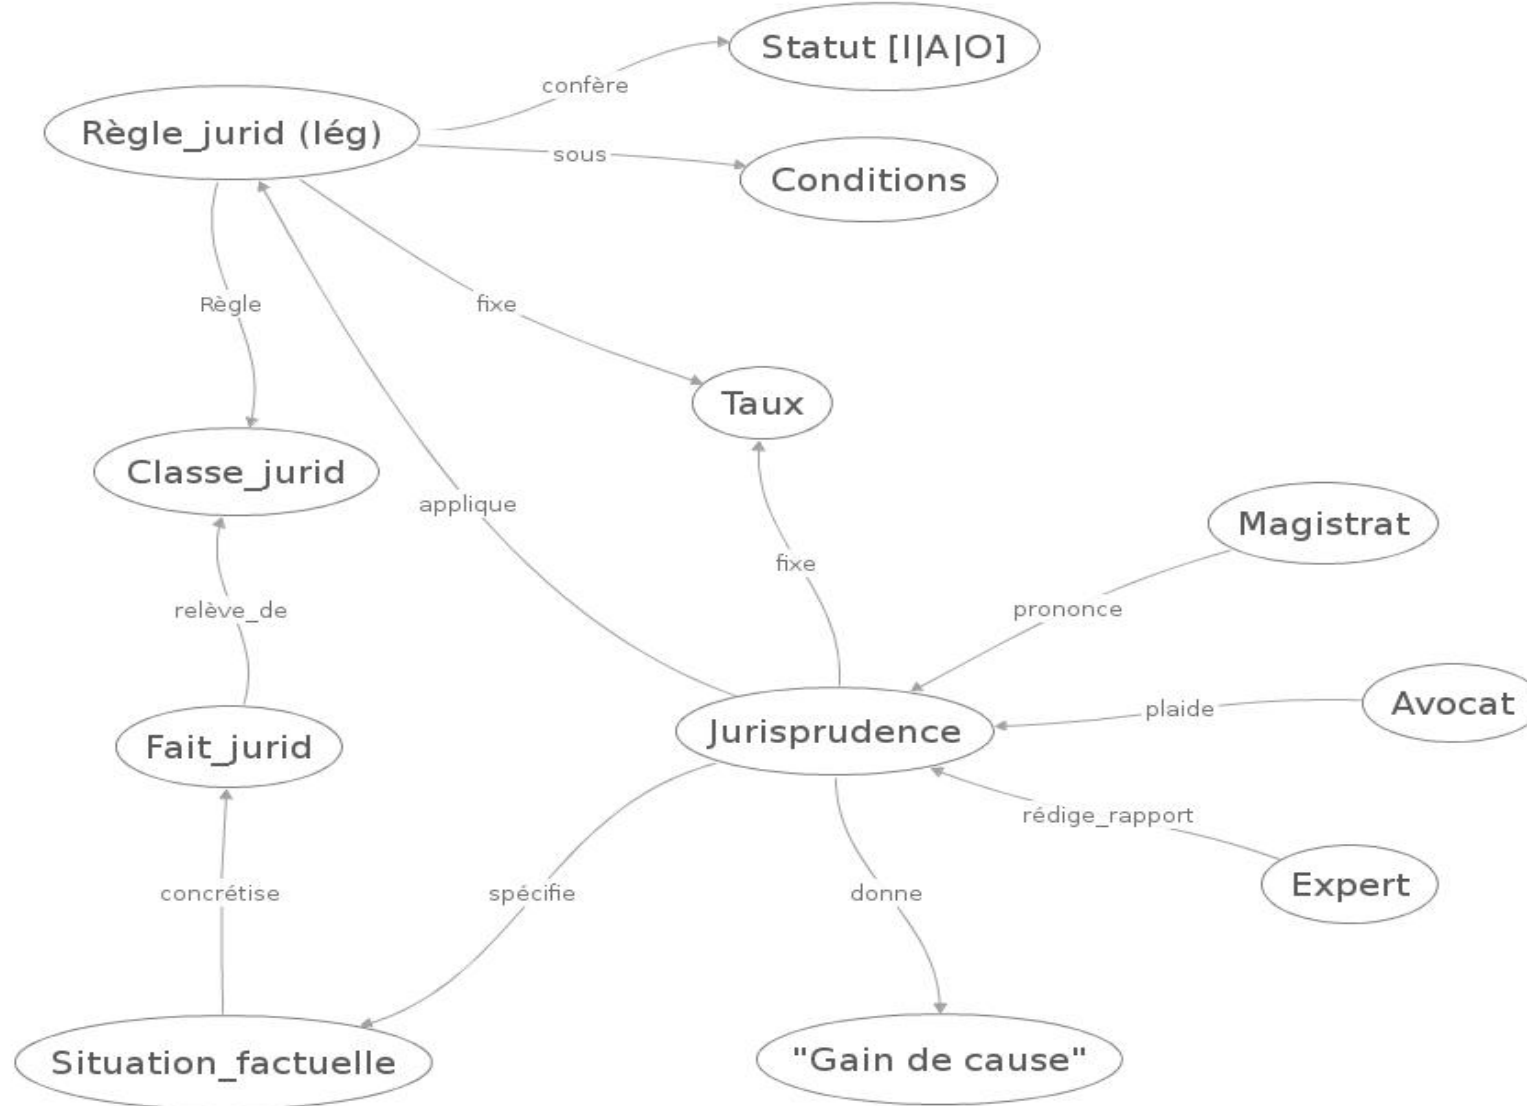 Statut [I|A|O]
confère
Règle_jurid (lég)
sous
Conditions
Règle
fixe
Taux
Classe_jurid
applique
Magistrat
fixe
relève_de
prononce
Avocat
plaide
Jurisprudence
Fait_jurid
rédige_rapport
Expert
concrétise
spécifie
donne
Situation_factuelle
"Gain de cause"